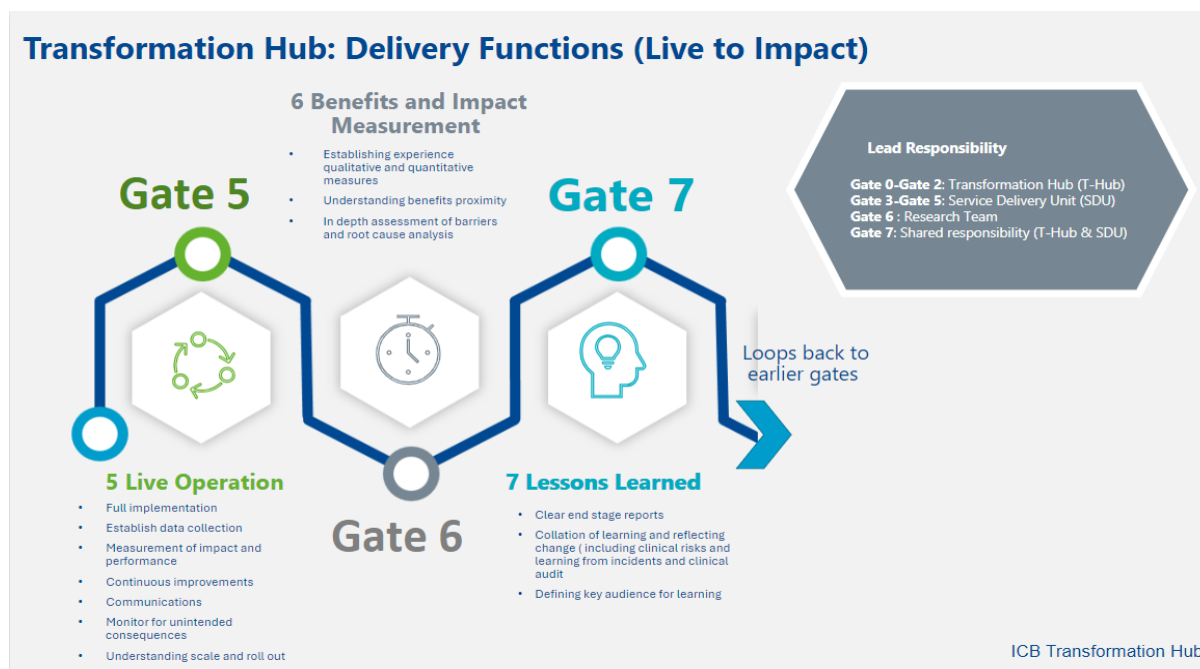 Transformation Hub: Delivery Functions (Live to Impact)
6 Benefits and Impact
Measurement
• Establishing experience
qualitative and quantitative
measures
• Understanding benefits proximity
• In depth assessment of barriers
and root cause analysis
Gate 5
Gate 7
Lead Responsibility
Gate 0-Gate 2: Transformation Hub (T-Hub)
Gate 3-Gate 5: Service Delivery Unit (SDU)
Gate 6 : Research Team
Gate 7: Shared responsibility (T-Hub & SDU)
Loops back to
earlier gates
5 Live Operation
• Full implementation
• Establish data collection
• Measurement of impact and
performance
• Continuous improvements
• Communications
• Monitor for unintended
consequences
• Understanding scale and roll out
Gate 6
7 Lessons Learned
• Clear end stage reports
• Collation of learning and reflecting
change ( including clinical risks and
learning from incidents and clinical
audit
• Defining key audience for learning
ICB Transformation Hub